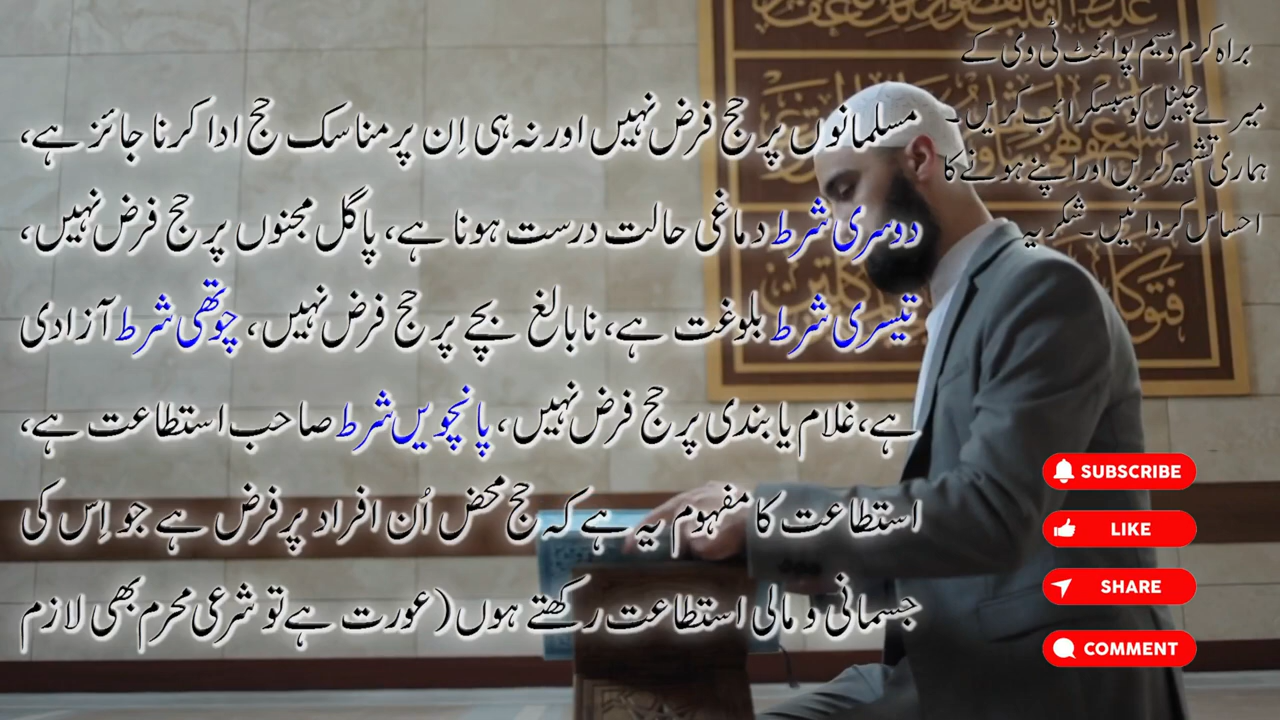 براہ کرم وسیم پوائنٹ ٹی وی کے
میرے چینل کو سبسکرائب کریں۔
ہماری تشہیر کریں اور اپنے ہونے کا
احساس کروائیں۔ شکریہ
مسلمانوں پر حج فرض نہیں اور نہ ہی اِن پر مناسک حج ادا کرنا جائز ہے،
دوسری شرط دماغی حالت درست ہونا ہے، پاگل مجنوں پر حج فرض نہیں،
تیسری شرط بلوغت ہے، نابالغ بچے پر حج فرض نہیں، چوتھی شرط آزادی
ہے، غلام یا بندی پر حج فرض نہیں، پانچویں شرط صاحب استطاعت ہے،
استطاعت کا مفہوم یہ ہے کہ حج محض اُن افراد پر فرض ہے جو اِس کی
جسمانی و مالی استطاعت رکھتے ہوں (عورت ہے تو شرعی محرم بھی لازم
SUBSCRIBE
LIKE
SHARE
COMMENT